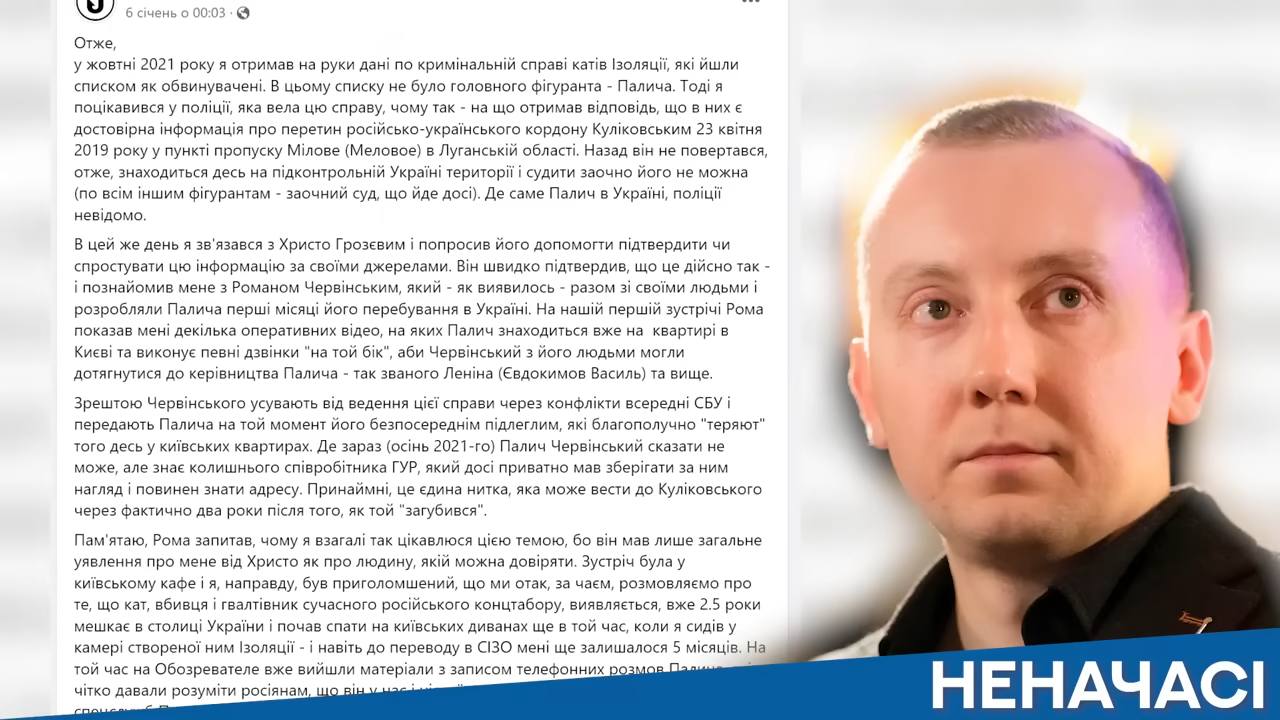 6 січень о 00:03 ·
Отже,
у жовтні 2021 року я отримав на руки дані по кримінальній справі катів Ізоляції, які йшли
списком як обвинувачені. В цьому списку не було головного фігуранта - Палича. Тоді я
поцікавився у поліції, яка вела цю справу, чому так - на що отримав відповідь, що в них є
достовірна інформація про перетин російсько-українського кордону Куліковським 23 квітня
2019 року у пункті пропуску Мілове (Меловое) в Луганській області. Назад він не повертався,
отже, знаходиться десь на підконтрольній Україні території і судити заочно його не можна
(по всім іншим фігурантам - заочний суд, що йде досі). Де саме Палич в Україні, поліції
невідомо.
В цей же день я зв'язався з Христо Грозєвим і попросив його допомогти підтвердити чи
спростувати цю інформацію за своїми джерелами. Він швидко підтвердив, що це дійсно так -
і познайомив мене з Романом Червінським, який - як виявилось - разом зі своїми людьми і
розробляли Палича перші місяці його перебування в Україні. На нашій першій зустрічі Рома
показав мені декілька оперативних відео, на яких Палич знаходиться вже на квартирі в
Києві та виконує певні дзвінки "на той бік", аби Червінський з його людьми могли
дотягнутися до керівництва Палича - так званого Леніна (Євдокимов Василь) та вище.
Зрештою Червінського усувають від ведення цієї справи через конфлікти всередні СБУ і
передають Палича на той момент його безпосереднім підлеглим, які благополучно "теряют"
того десь у київських квартирах. Де зараз (осінь 2021-го) Палич Червінський сказати не
може, але знає колишнього співробітника ГУР, який досі приватно мав зберігати за ним
нагляд і повинен знати адресу. Принаймні, це єдина нитка, яка може вести до Куліковського
через фактично два роки після того, як той "загубився".
Пам'ятаю, Рома запитав, чому я взагалі так цікавлюся цією темою, бо він мав лише загальне
уявлення про мене від Христо як про людину, якій можна довіряти. Зустріч була у
київському кафе і я, направду, був приголомшений, що ми отак, за чаєм, розмовляємо про
те, що кат, вбивця і гвалтівник сучасного російського концтабору, виявляється, вже 2.5 роки
мешкає в столиці України і почав спати на київських диванах ще в той час, коли я сидів у
камері створеної ним Ізоляції - і навіть до переводу в СІЗО мені ще залишалося 5 місяців. На
той час на Обозревателе вже вийшли матеріали з записом телефонних розмов
чітко давали розуміти росіянам, що він у нас і
НЕНАЧАСІ